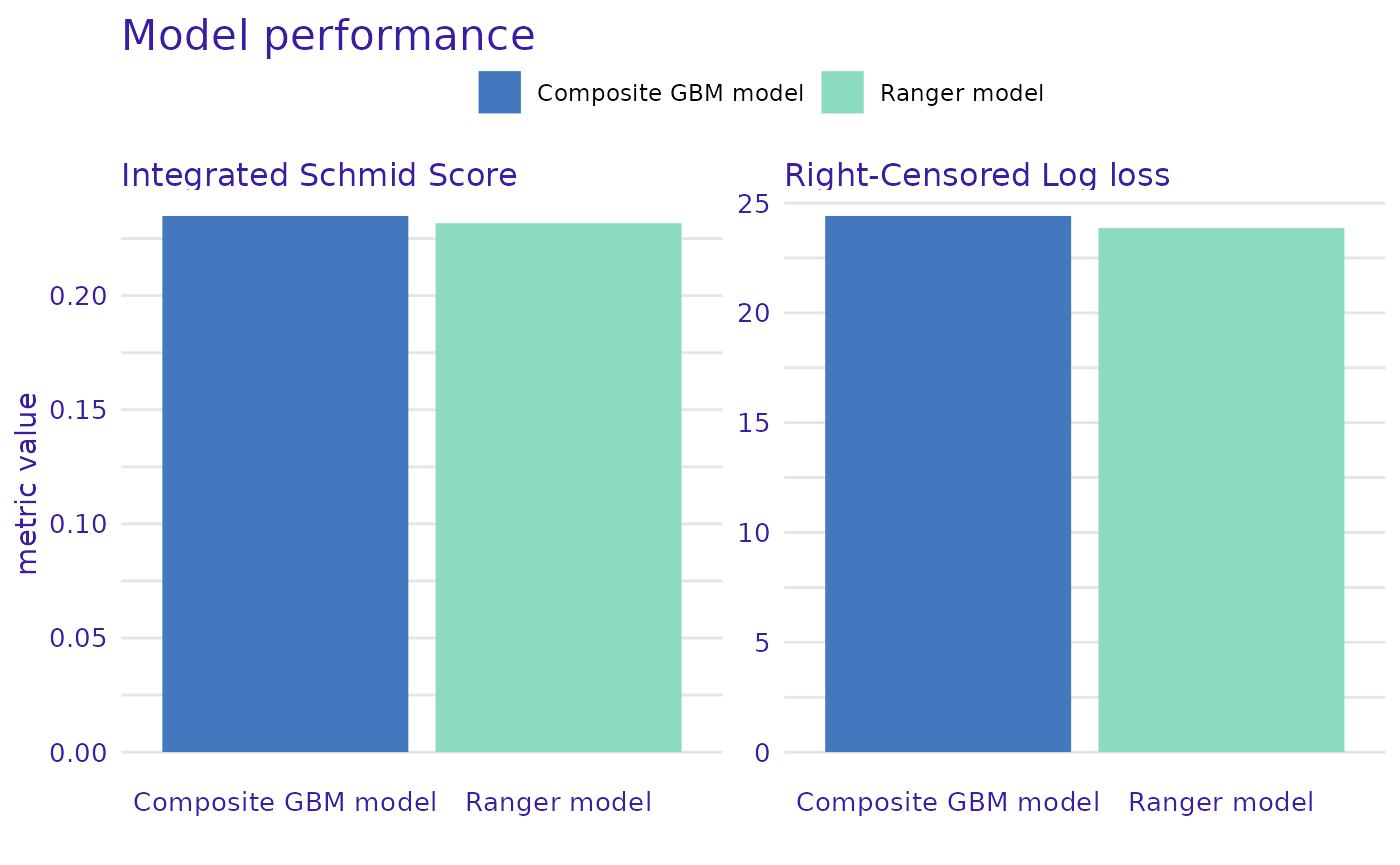 Model performance
Composite GBM model
Ranger model
Integrated Schmid Score
Right-Censored Log loss
metric value
0.20
0.15
0.10
0.05
0.00
25
20
15
10
5
0
Composite GBM model
Ranger model
Composite GBM model
Ranger model